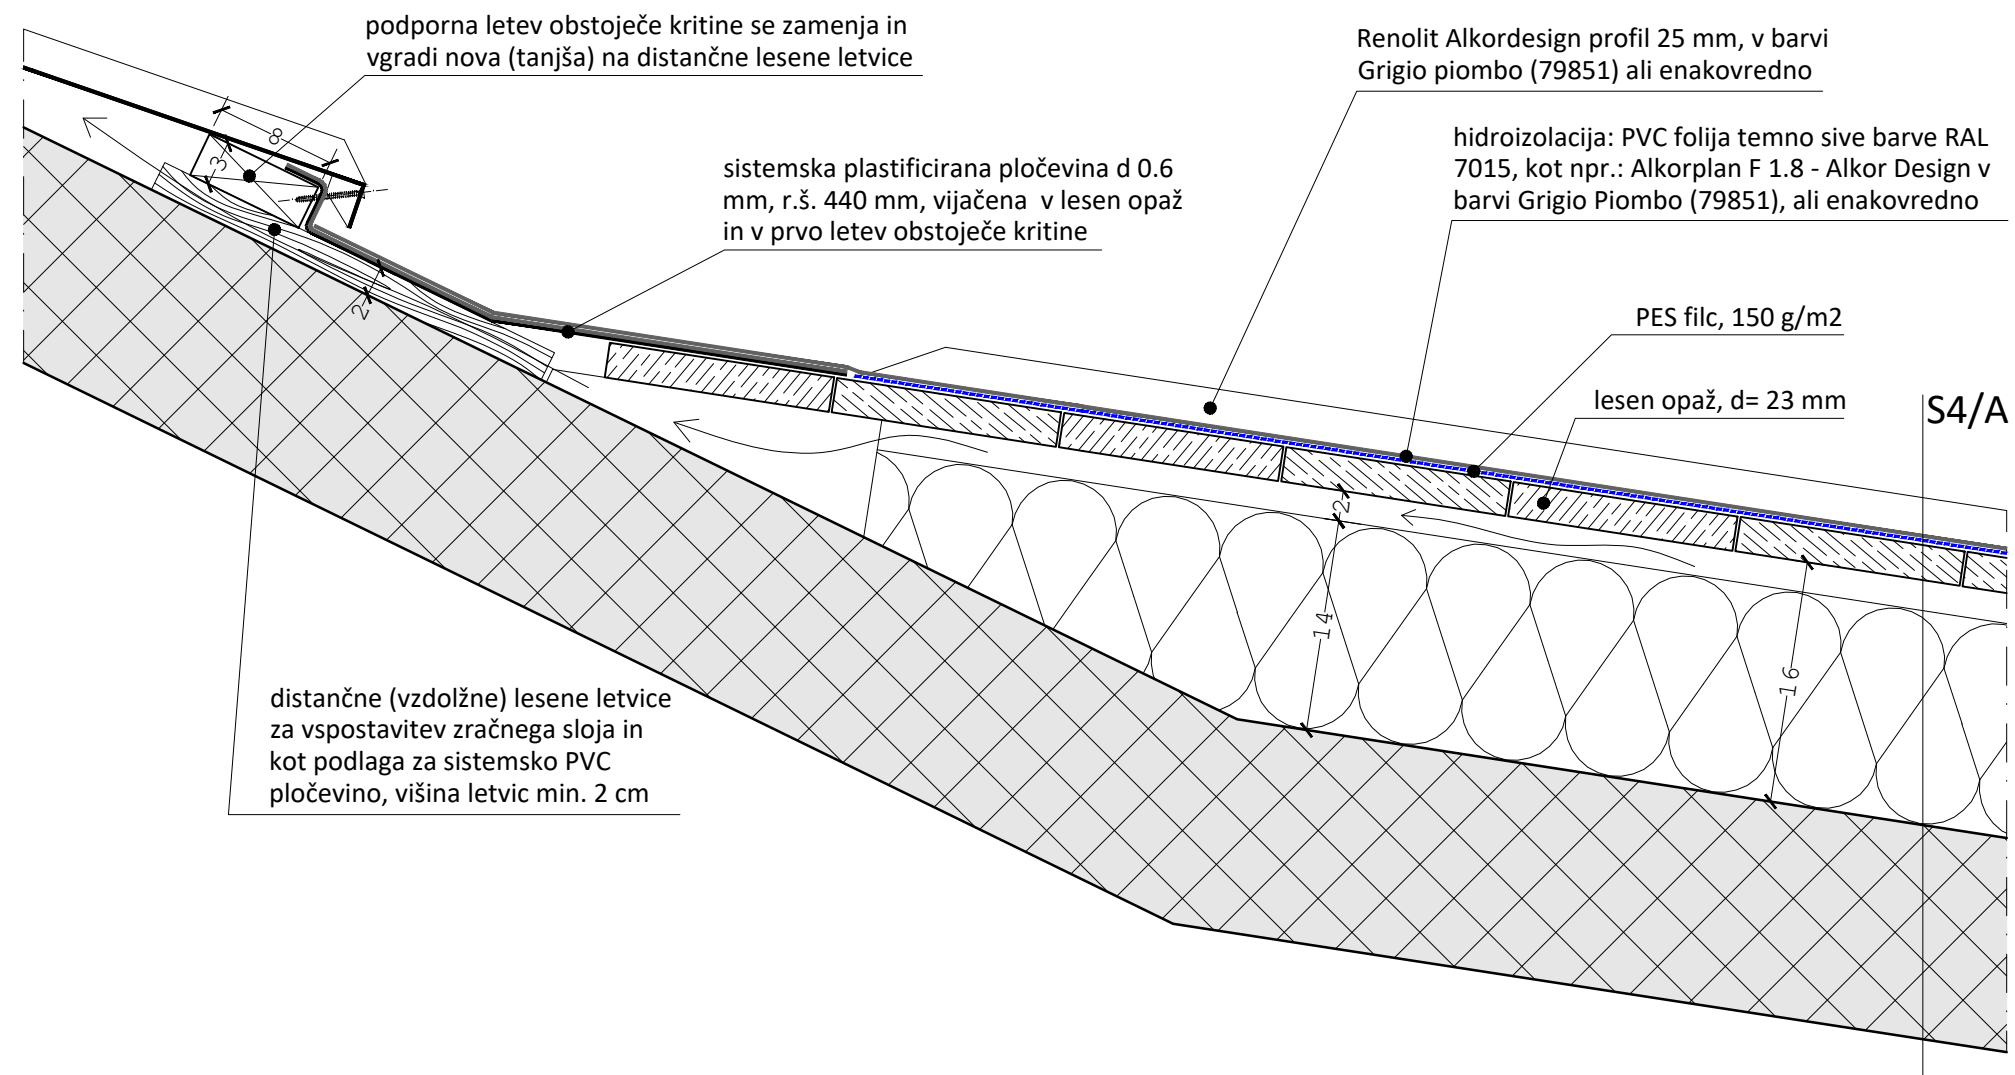 podporna letev obstoječe kritine se zamenja in
vgradi nova (tanjša) na distančne lesene letvice
Renolit Alkordesign profil 25 mm, v barvi
Grigio piombo (79851) ali enakovredno
hidroizolacija: PVC folija temno sive barve RAL
7015, kot npr.: Alkorplan F 1.8 - Alkor Design v
barvi Grigio Piombo (79851), ali enakovredno
sistemska plastificirana pločevina d 0.6
mm, r.š. 440 mm, vijačena  v lesen opaž
in v prvo letev obstoječe kritine
8
3
2
PES filc, 150 g/m2
lesen opaž, d= 23 mm
S4/A
2
14
16
distančne (vzdolžne) lesene letvice
za vspostavitev zračnega sloja in
kot podlaga za sistemsko PVC
pločevino, višina letvic min. 2 cm